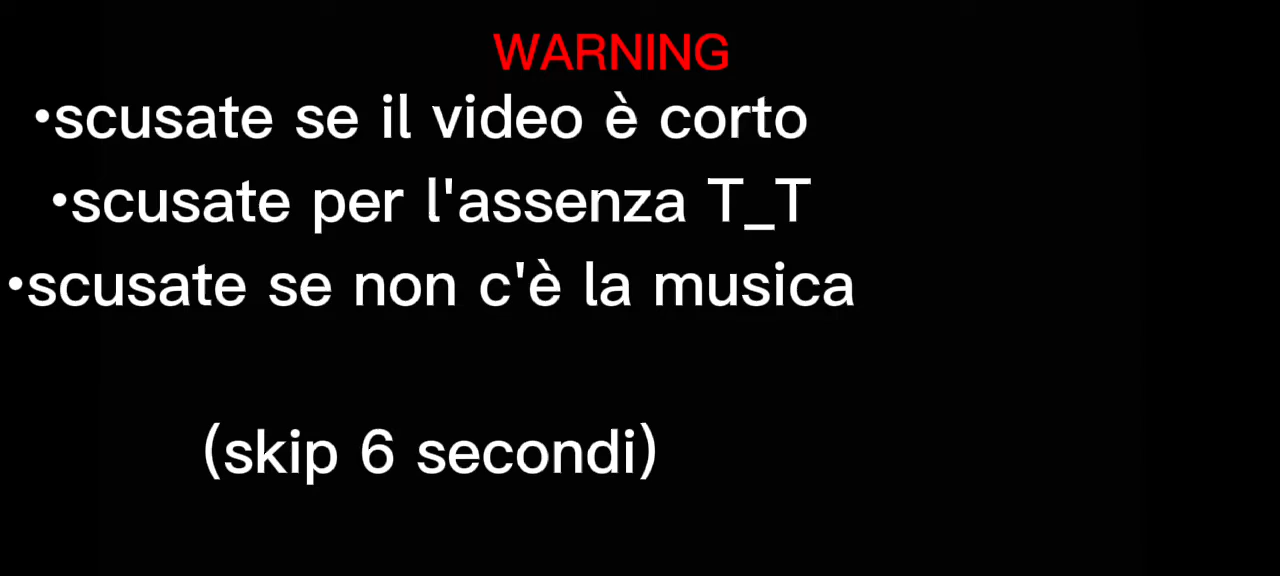 WARNING
•scusate se il video è corto
•scusate per l'assenza T_T
•scusate se non c'è la musica
(skip 6 secondi)